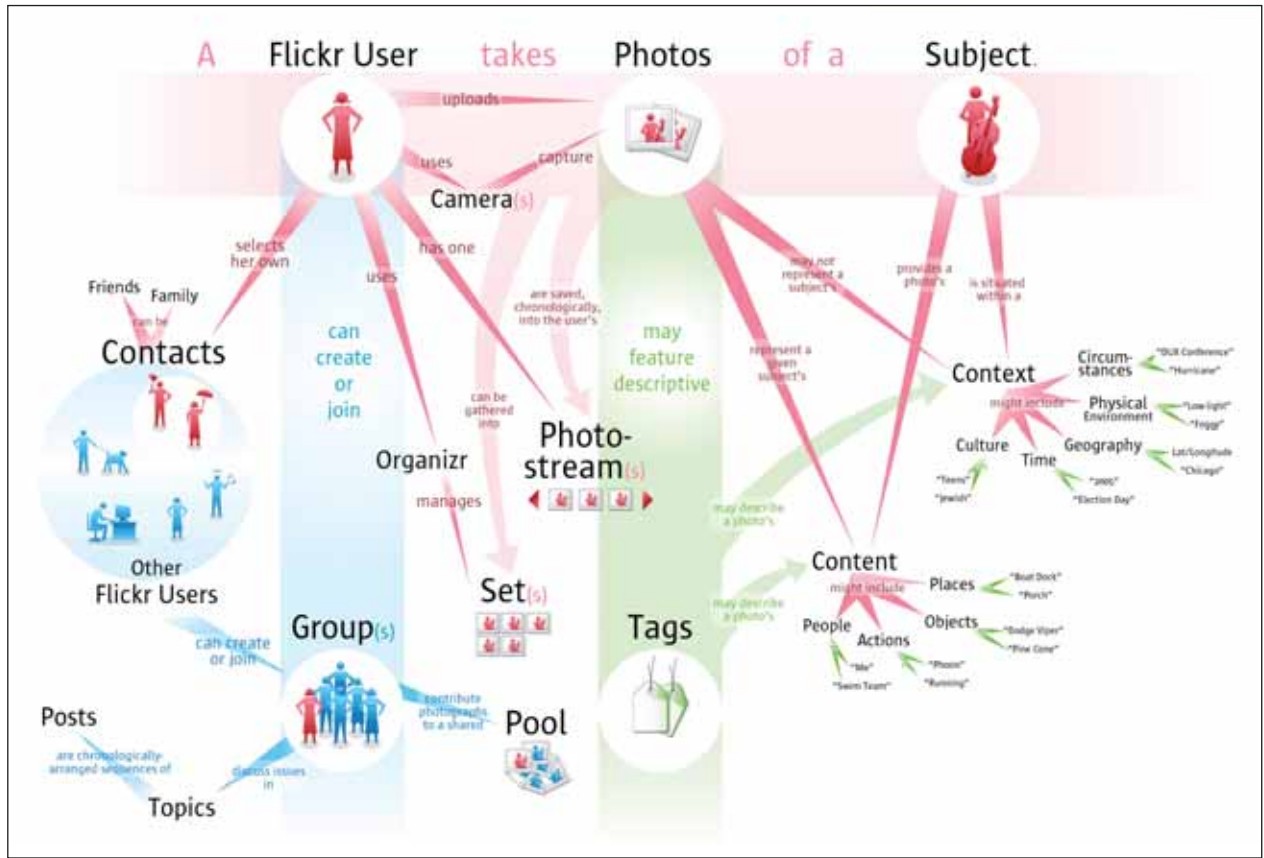 A Flickr User takes Photos of a Subject.
uploads
uses
capture
Camera(s)
selects
her own
uses
has one
Friends
Family
can be
Contacts
Other
Flickr Users
can
create
or
join
are saved,
chronologically,
into the user's
can be
gathered
into
Organizr
manages
Photo-
stream(s)
Set(s)
may
feature
descriptive
may not
represent a
subject's
represent a
given
subject's
provides a
photo's
is situated
within a
Context
might include
Circum-
stances
"DUX Conference"
"Hurricane"
Physical
Environment
"Low light"
"Foggy"
Geography
Lat/Longitude
"Chicago"
Time
"2005"
"Election Day"
Culture
"Teens"
"Jewish"
may describe
a photo's
may describe
a photo's
Content
might include
Places
"Boat Dock"
"Porch"
Objects
"Dodge Viper"
"Pine Cone"
Actions
"Running"
People
"Me"
"Swim Team"
Group(s)
can create
or join
contribute
photographs
to a shared
Pool
Tags
Posts
are chronologically-
arranged sequences of
Topics
discuss issues
in